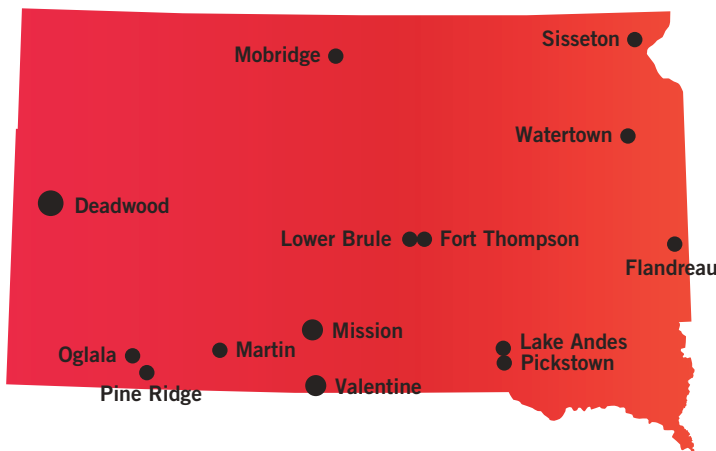 Sisseton
Mobridge
Watertown
Deadwood
Lower Brule
Fort Thompson
Flandreau
Mission
Lake Andes
Martin
Oglala
Pickstown
Valentine
Pine Ridge